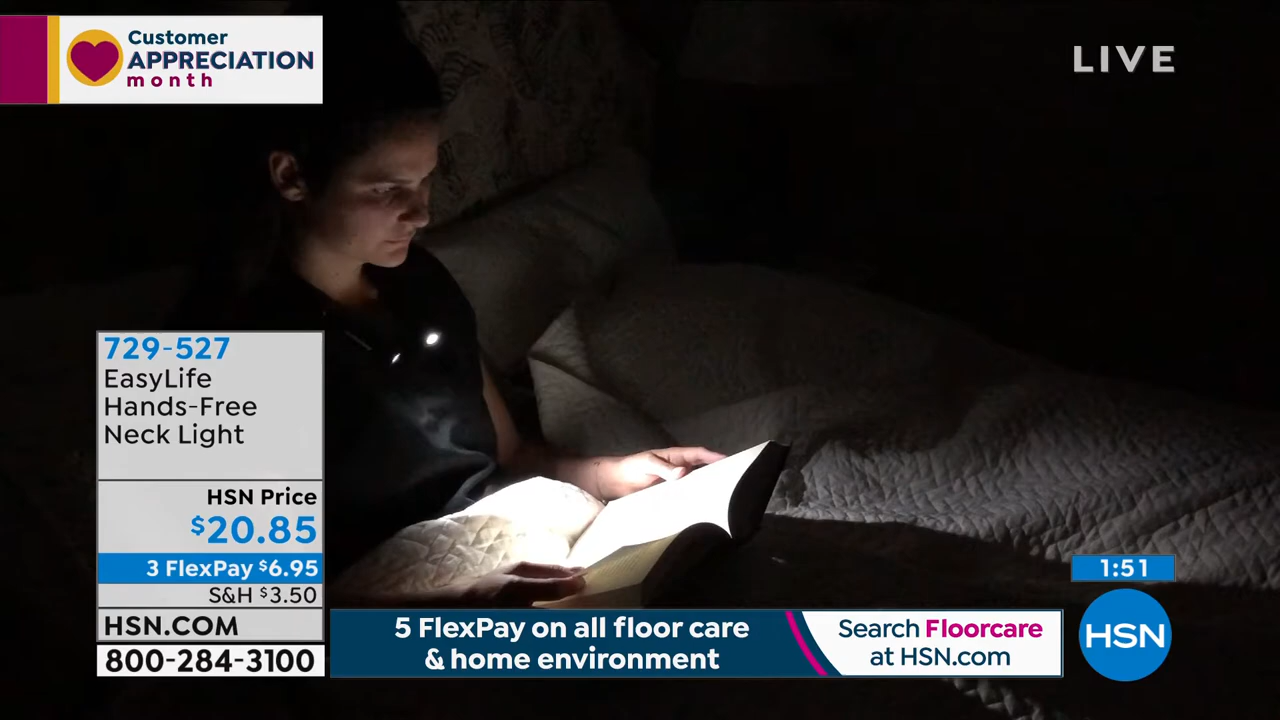 Customer
APPRECIATION
month
LIVE
729-527
EasyLife
Hands-Free
Neck Light
HSN Price
$20.85
3 FlexPay $6.95
S&H $3.50
HSN.COM
800-284-3100
5 FlexPay on all floor care
& home environment
Search Floorcare
at HSN.com
1:51
HSN